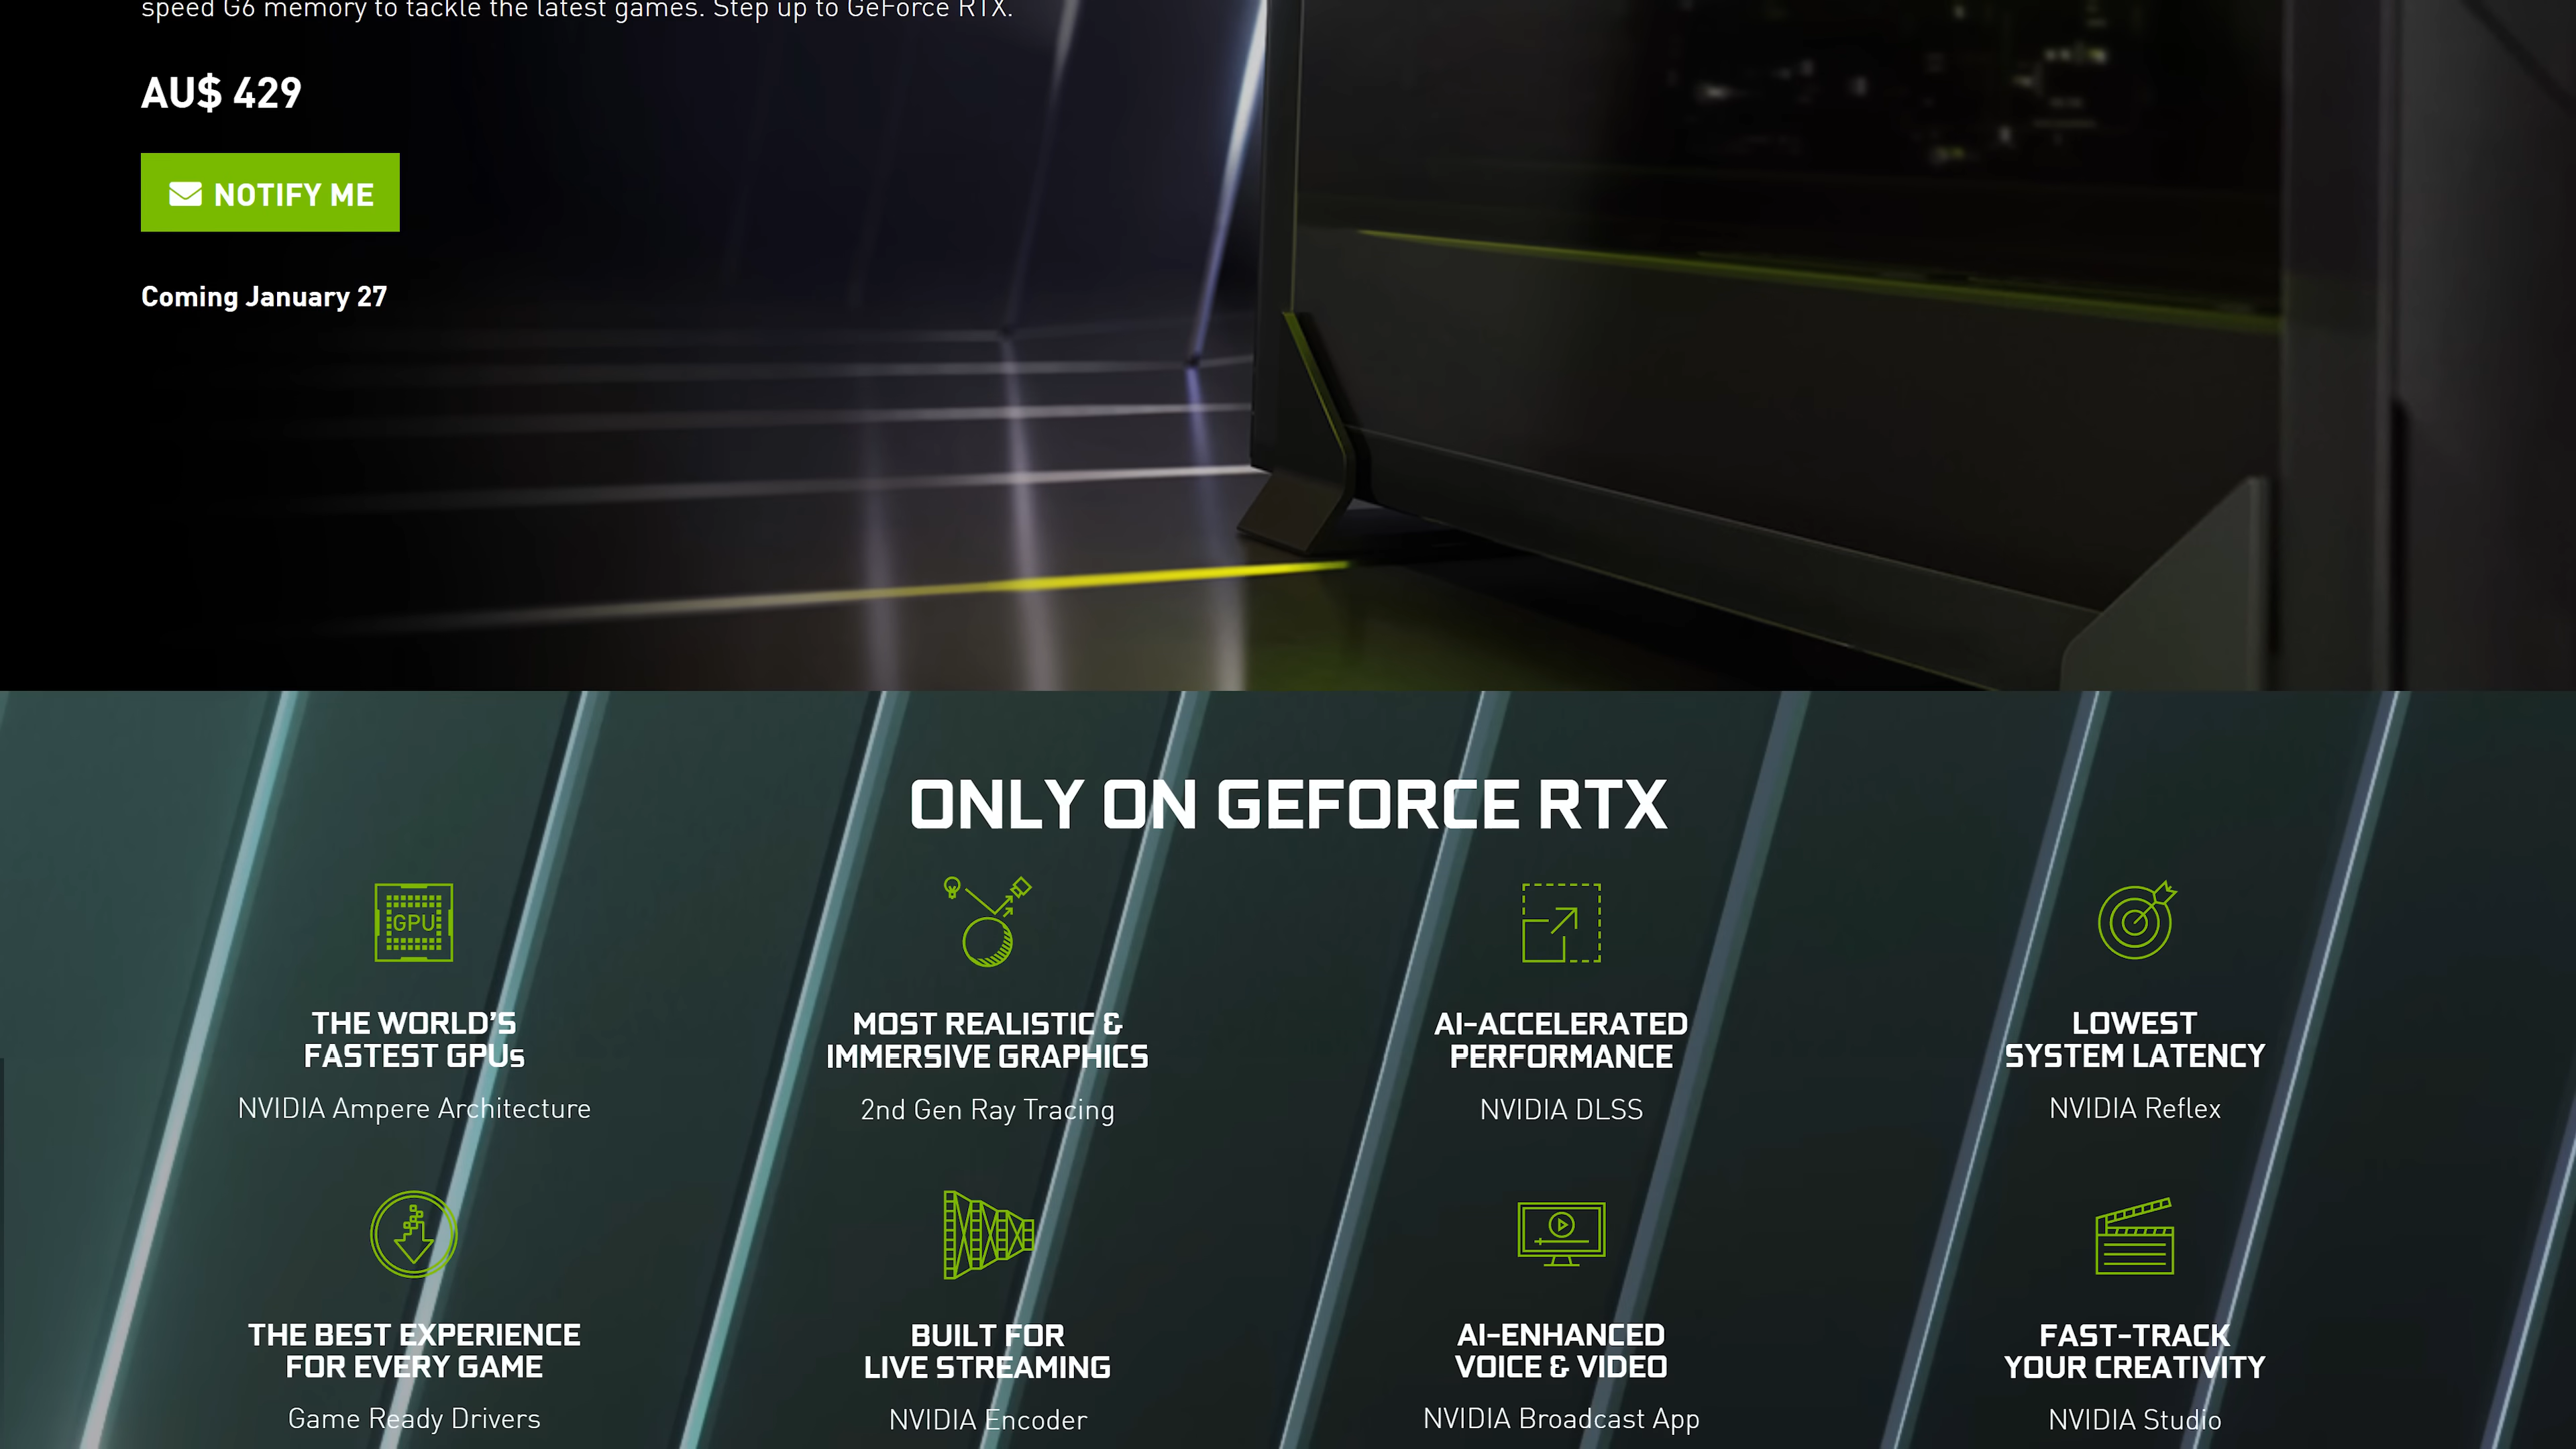 speed G6 memory to tackle the latest games. Step up to GeForce RTX.
AU$ 429
NOTIFY ME
Coming January 27
ONLY ON GEFORCE RTX
GPU
THE WORLD'S
FASTEST GPUs
NVIDIA Ampere Architecture
MOST REALISTIC &
IMMERSIVE GRAPHICS
2nd Gen Ray Tracing
AI-ACCELERATED
PERFORMANCE
NVIDIA DLSS
LOWEST
SYSTEM LATENCY
NVIDIA Reflex
THE BEST EXPERIENCE
FOR EVERY GAME
Game Ready Drivers
BUILT FOR
LIVE STREAMING
NVIDIA Encoder
AI-ENHANCED
VOICE & VIDEO
NVIDIA Broadcast App
FAST-TRACK
YOUR CREATIVITY
NVIDIA Studio